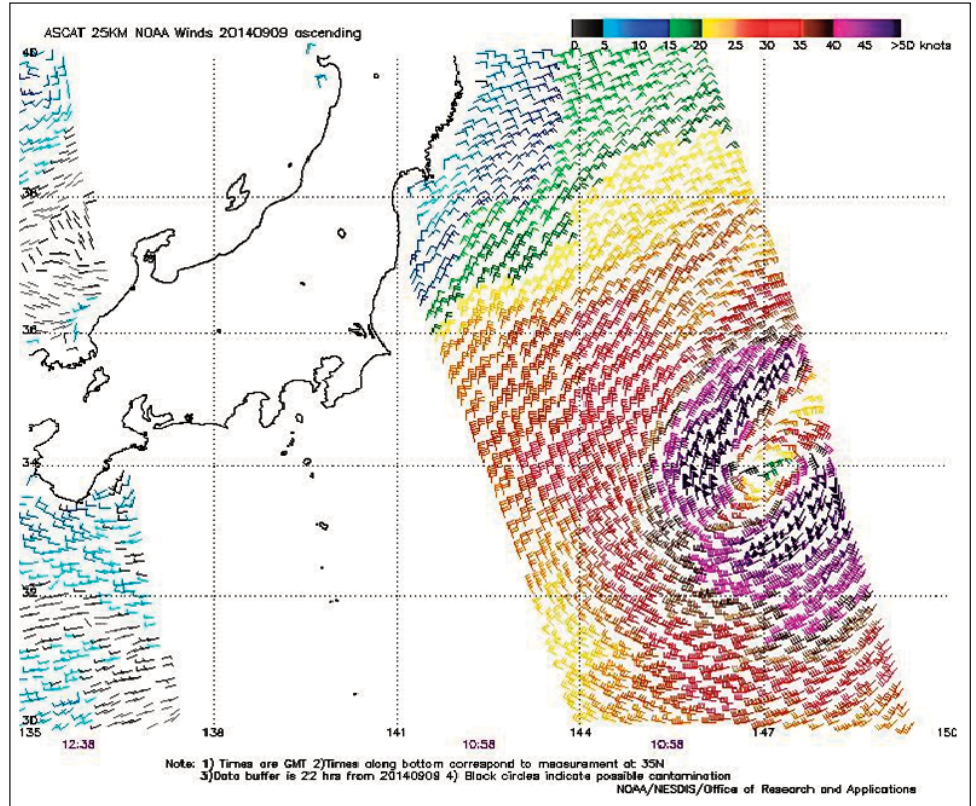 ASCAT 25KM NOAA Winds 20140909 ascending
0 5 10 15 20 25 30 35 40 45 >50 knots
40
38
36
34
32
30
135 138 141 144 147 150
12:38 10:58 10:58
Note: 1) Times are GMT 2)Times along bottom correspond to measurement at 35N
3)Data buffer is 22 hrs from 20140909 4) Black circles indicate possible contamination
NOAA/NESDIS/Office of Research and Applications